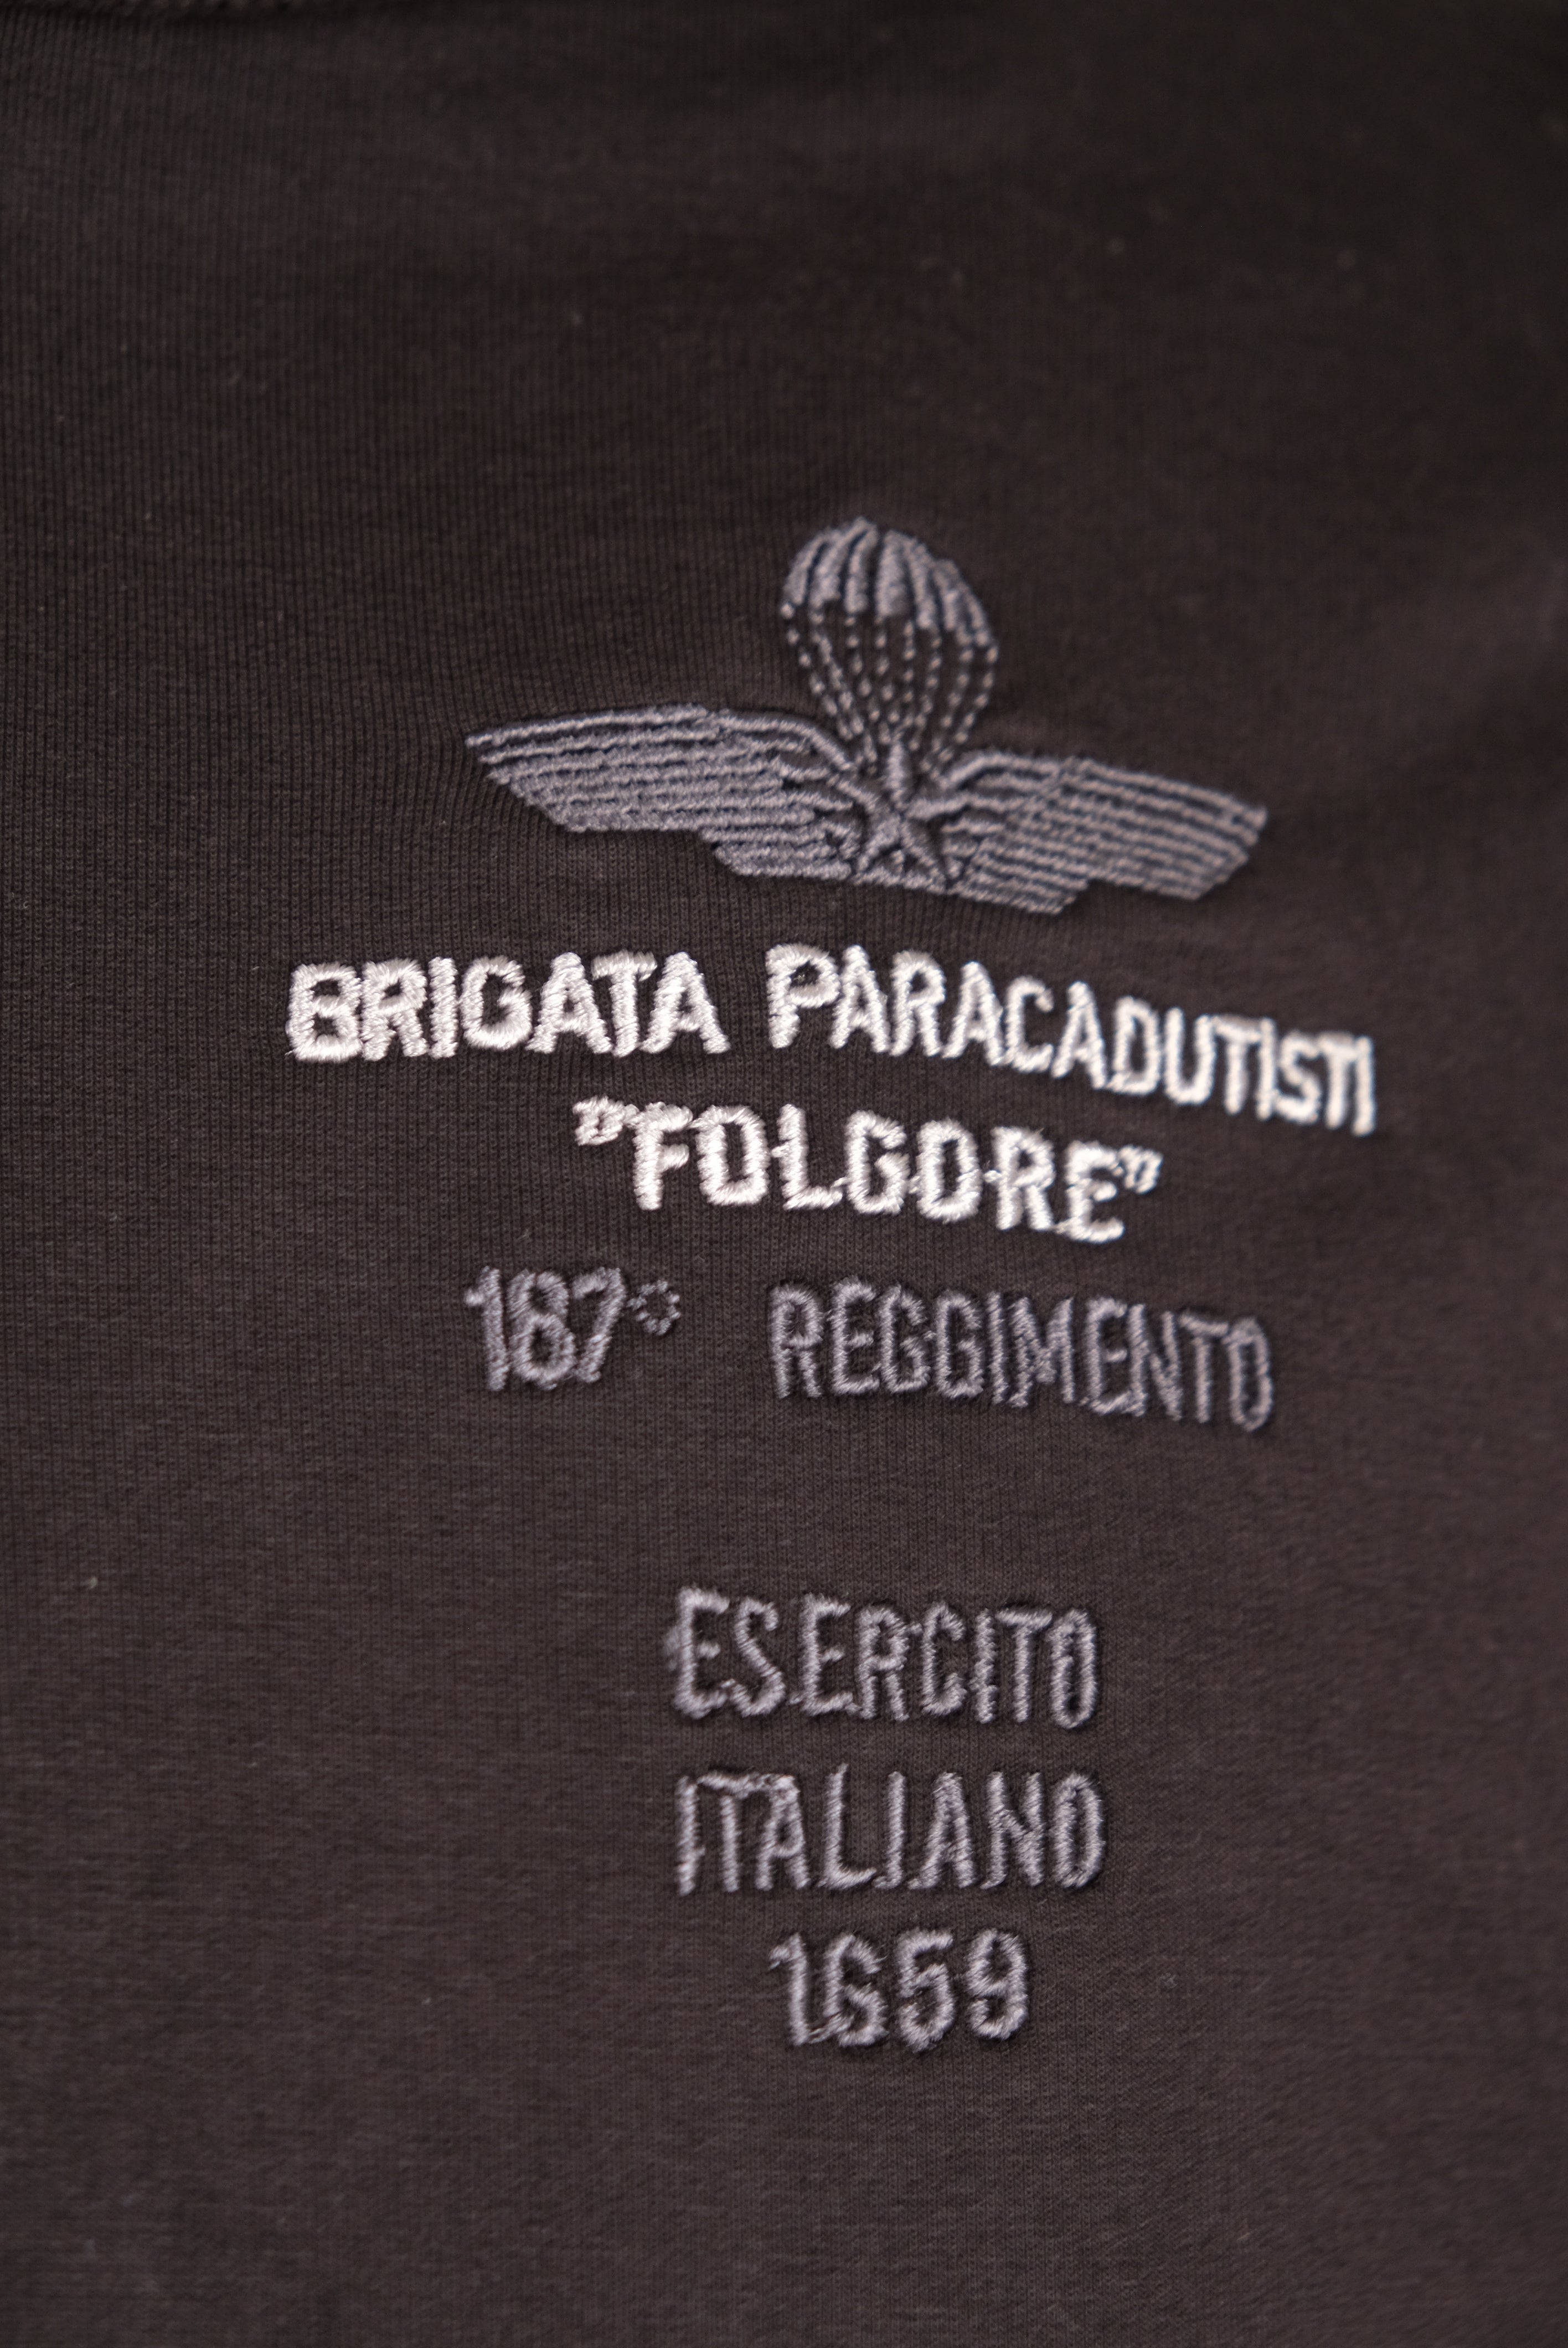 BRIGATA PARACADUTISTI
"FOLGORE"
187° REGGIMENTO
ESERCITO
ITALIANO
1659